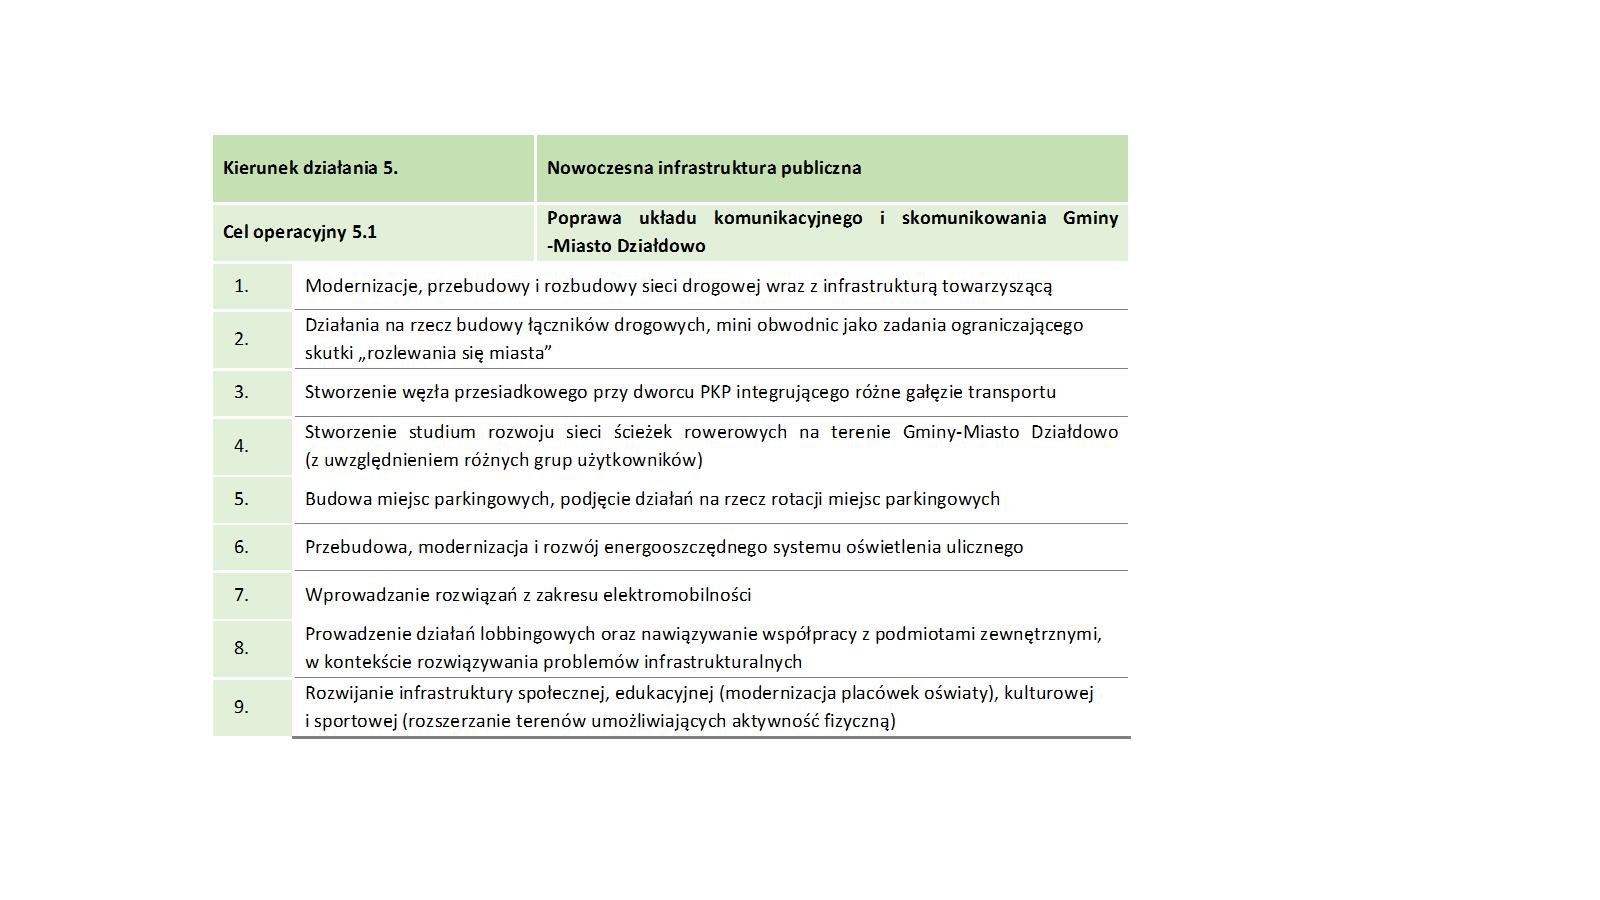 Kierunek działania 5.
Nowoczesna infrastruktura publiczna
Cel operacyjny 5.1
Poprawa układu komunikacyjnego i skomunikowania Gminy
-Miasto Działdowo
1. Modernizacje, przebudowy i rozbudowy sieci drogowej wraz z infrastrukturą towarzyszącą
2. Działania na rzecz budowy łączników drogowych, mini obwodnic jako zadania ograniczającego
skutki „rozlewania się miasta”
3. Stworzenie węzła przesiadkowego przy dworcu PKP integrującego różne gałęzie transportu
4. Stworzenie studium rozwoju sieci ścieżek rowerowych na terenie Gminy-Miasto Działdowo
(z uwzględnieniem różnych grup użytkowników)
5. Budowa miejsc parkingowych, podjęcie działań na rzecz rotacji miejsc parkingowych
6. Przebudowa, modernizacja i rozwój energooszczędnego systemu oświetlenia ulicznego
7. Wprowadzanie rozwiązań z zakresu elektromobilności
8. Prowadzenie działań lobbingowych oraz nawiązywanie współpracy z podmiotami zewnętrznymi,
w kontekście rozwiązywania problemów infrastrukturalnych
9. Rozwijanie infrastruktury społecznej, edukacyjnej (modernizacja placówek oświaty), kulturowej
i sportowej (rozszerzanie terenów umożliwiających aktywność fizyczną)